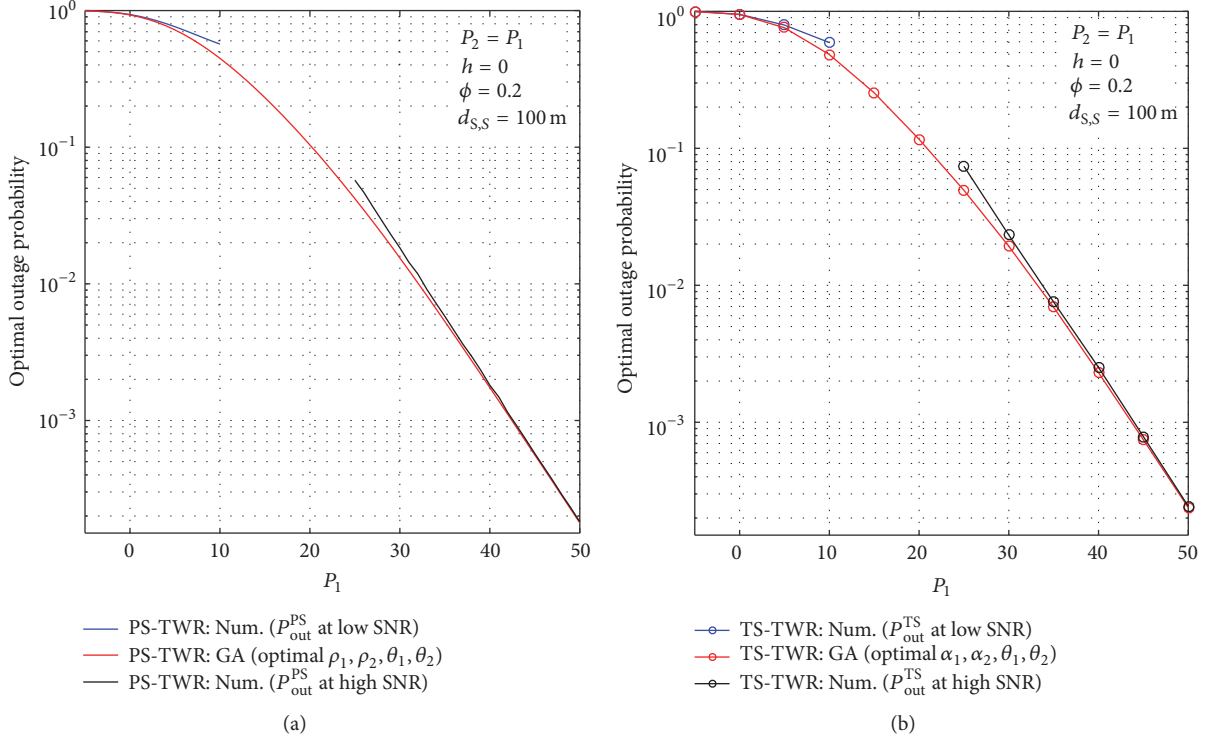 10^0
10^−1
10^−2
10^−3
Optimal outage probability
P_2 = P_1
h = 0
ϕ = 0.2
d_S,S = 100 m
0 10 20 30 40 50
P_1
PS-TWR: Num. (P_out^PS at low SNR)
PS-TWR: GA (optimal ρ_1, ρ_2, θ_1, θ_2)
PS-TWR: Num. (P_out^PS at high SNR)
(a)
10^0
10^−1
10^−2
10^−3
Optimal outage probability
P_2 = P_1
h = 0
ϕ = 0.2
d_S,S = 100 m
0 10 20 30 40 50
P_1
TS-TWR: Num. (P_out^TS at low SNR)
TS-TWR: GA (optimal α_1, α_2, θ_1, θ_2)
TS-TWR: Num. (P_out^TS at high SNR)
(b)